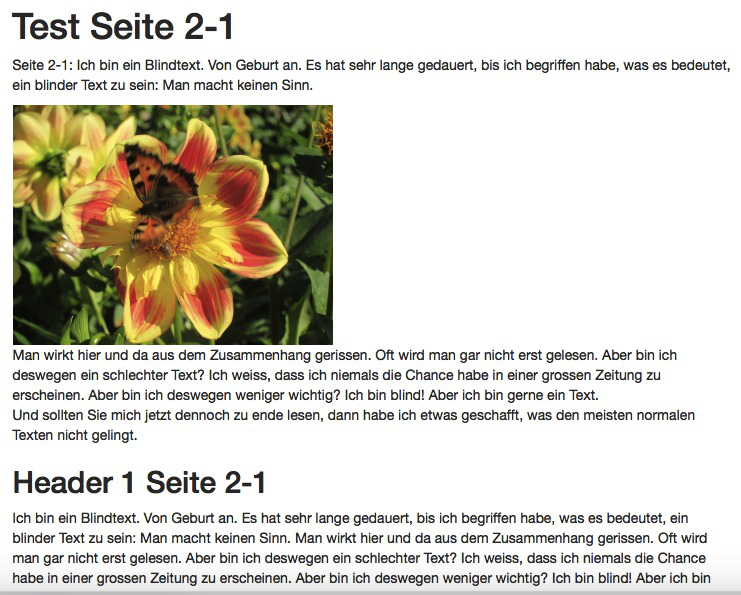 Test Seite 2-1
Seite 2-1: Ich bin ein Blindtext. Von Geburt an. Es hat sehr lange gedauert, bis ich begriffen habe, was es bedeutet,
ein blinder Text zu sein: Man macht keinen Sinn.
Man wirkt hier und da aus dem Zusammenhang gerissen. Oft wird man gar nicht erst gelesen. Aber bin ich
deswegen ein schlechter Text? Ich weiss, dass ich niemals die Chance habe in einer grossen Zeitung zu
erscheinen. Aber bin ich deswegen weniger wichtig? Ich bin blind! Aber ich bin gerne ein Text.
Und sollten Sie mich jetzt dennoch zu ende lesen, dann habe ich etwas geschafft, was den meisten normalen
Texten nicht gelingt.
Header 1 Seite 2-1
Ich bin ein Blindtext. Von Geburt an. Es hat sehr lange gedauert, bis ich begriffen habe, was es bedeutet, ein
blinder Text zu sein: Man macht keinen Sinn. Man wirkt hier und da aus dem Zusammenhang gerissen. Oft wird
man gar nicht erst gelesen. Aber bin ich deswegen ein schlechter Text? Ich weiss, dass ich niemals die Chance
habe in einer grossen Zeitung zu erscheinen. Aber bin ich deswegen weniger wichtig? Ich bin blind! Aber ich bin